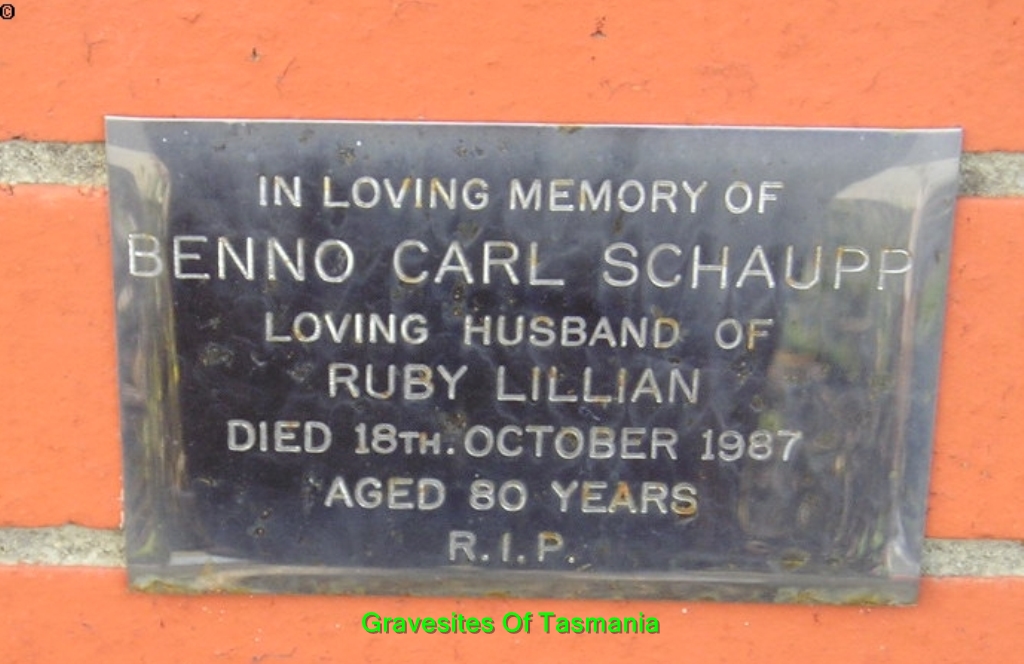 ©
IN LOVING MEMORY OF
BENNO CARL SCHAUPP
LOVING HUSBAND OF
RUBY LILLIAN
DIED 18TH. OCTOBER 1987
AGED 80 YEARS
R.I.P.
Gravesites Of Tasmania